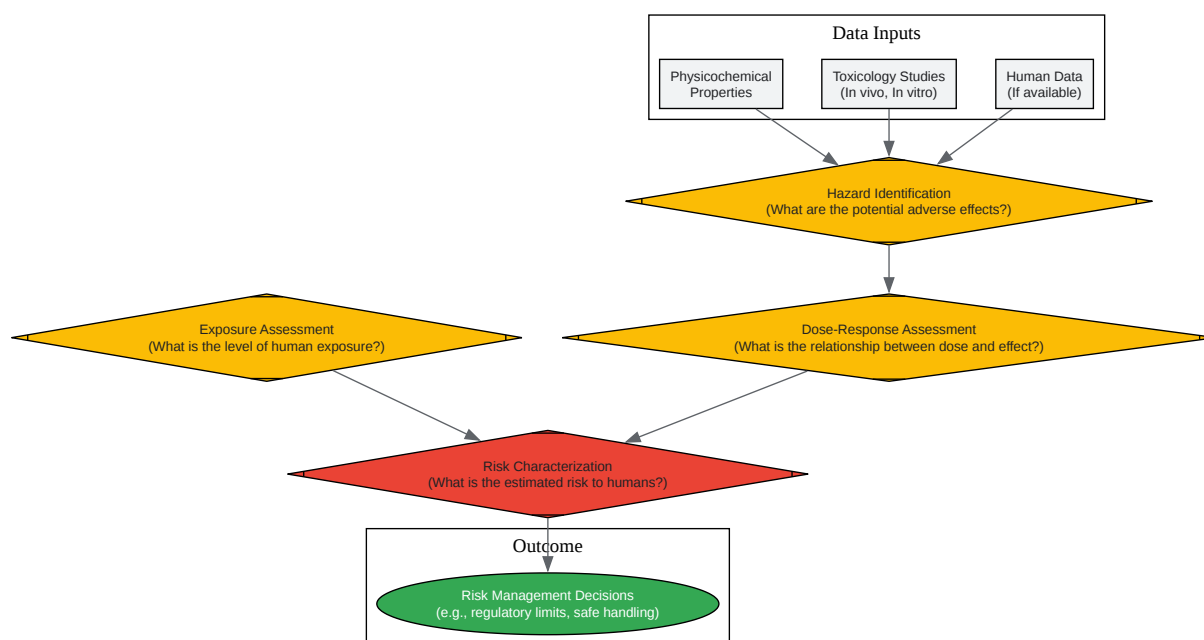 Data Inputs
Physicochemical
Properties
Toxicology Studies
(In vivo, In vitro)
Human Data
(If available)
Hazard Identification
(What are the potential adverse effects?)
Exposure Assessment
(What is the level of human exposure?)
Dose-Response Assessment
(What is the relationship between dose and effect?)
Risk Characterization
(What is the estimated risk to humans?)
Outcome
Risk Management Decisions
(e.g., regulatory limits, safe handling)